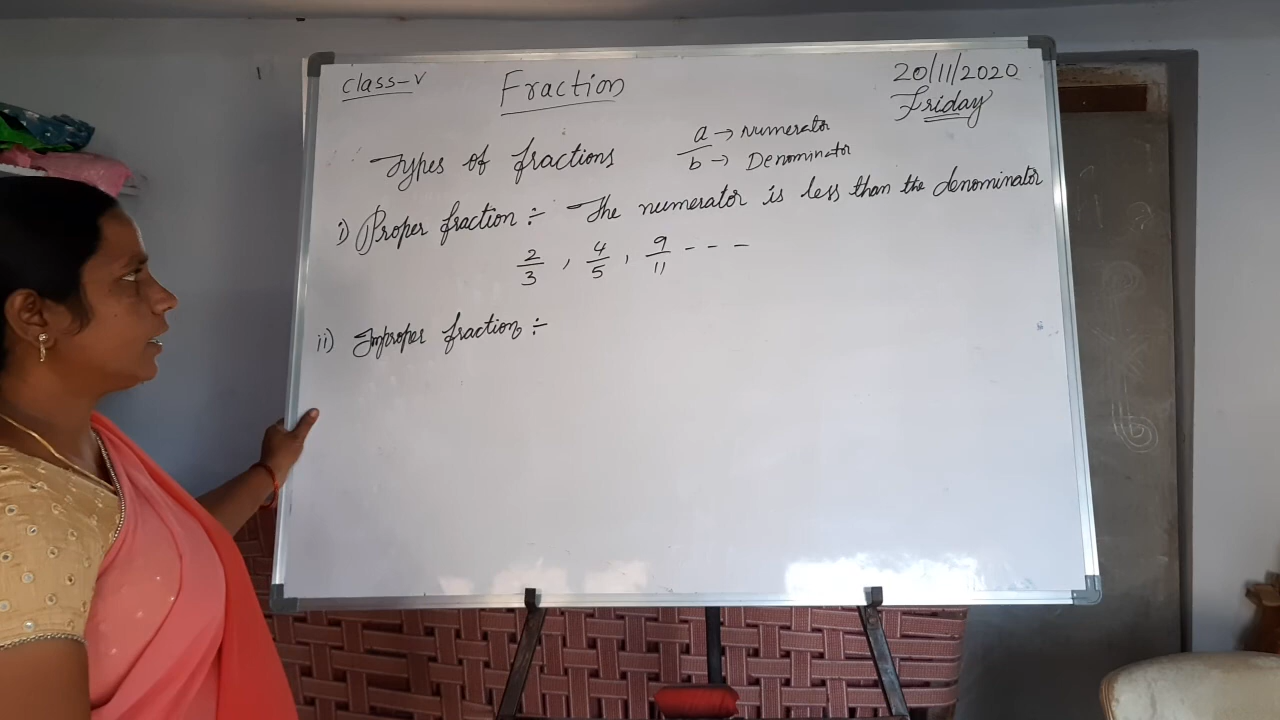 Class-V
Fraction
20/11/2020
Friday
Types of fractions
a → Numerator
b → Denominator
i) Proper fraction ÷ The numerator is less than the denominator
2/3 , 4/5 , 9/11 - - -
ii) Improper fraction ÷